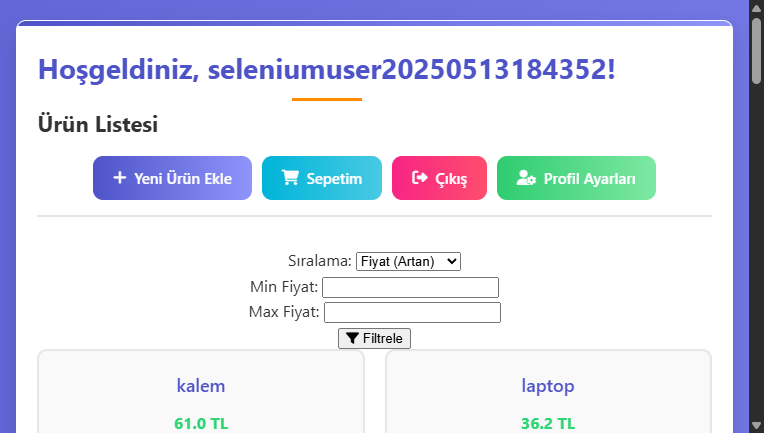 Hoşgeldiniz, seleniumuser20250513184352!
Ürün Listesi
Yeni Ürün Ekle Sepetim Çıkış Profil Ayarları
Sıralama: Fiyat (Artan)
Min Fiyat:
Max Fiyat:
Filtrele
kalem laptop
61.0 TL 36.2 TL